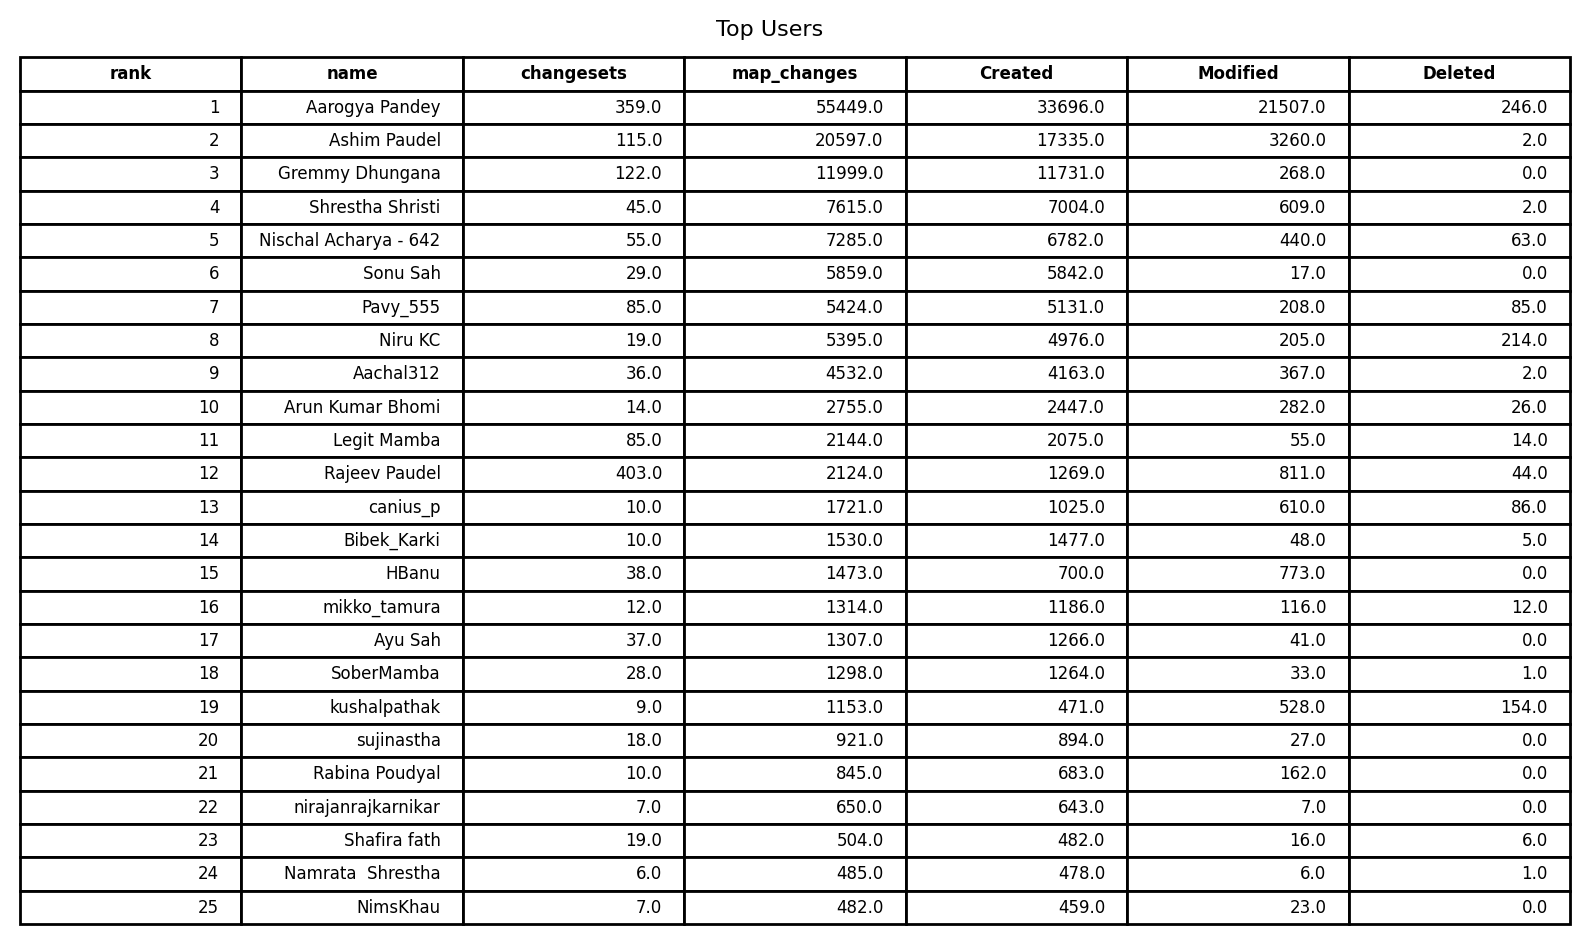 Top Users
rank name changesets map_changes Created Modified Deleted
1 Aarogya Pandey 359.0 55449.0 33696.0 21507.0 246.0
2 Ashim Paudel 115.0 20597.0 17335.0 3260.0 2.0
3 Gremmy Dhungana 122.0 11999.0 11731.0 268.0 0.0
4 Shrestha Shristi 45.0 7615.0 7004.0 609.0 2.0
5 Nischal Acharya - 642 55.0 7285.0 6782.0 440.0 63.0
6 Sonu Sah 29.0 5859.0 5842.0 17.0 0.0
7 Pavy_555 85.0 5424.0 5131.0 208.0 85.0
8 Niru KC 19.0 5395.0 4976.0 205.0 214.0
9 Aachal312 36.0 4532.0 4163.0 367.0 2.0
10 Arun Kumar Bhomi 14.0 2755.0 2447.0 282.0 26.0
11 Legit Mamba 85.0 2144.0 2075.0 55.0 14.0
12 Rajeev Paudel 403.0 2124.0 1269.0 811.0 44.0
13 canius_p 10.0 1721.0 1025.0 610.0 86.0
14 Bibek_Karki 10.0 1530.0 1477.0 48.0 5.0
15 HBanu 38.0 1473.0 700.0 773.0 0.0
16 mikko_tamura 12.0 1314.0 1186.0 116.0 12.0
17 Ayu Sah 37.0 1307.0 1266.0 41.0 0.0
18 SoberMamba 28.0 1298.0 1264.0 33.0 1.0
19 kushalpathak 9.0 1153.0 471.0 528.0 154.0
20 sujinastha 18.0 921.0 894.0 27.0 0.0
21 Rabina Poudyal 10.0 845.0 683.0 162.0 0.0
22 nirajanrajkarnikar 7.0 650.0 643.0 7.0 0.0
23 Shafira fath 19.0 504.0 482.0 16.0 6.0
24 Namrata  Shrestha 6.0 485.0 478.0 6.0 1.0
25 NimsKhau 7.0 482.0 459.0 23.0 0.0